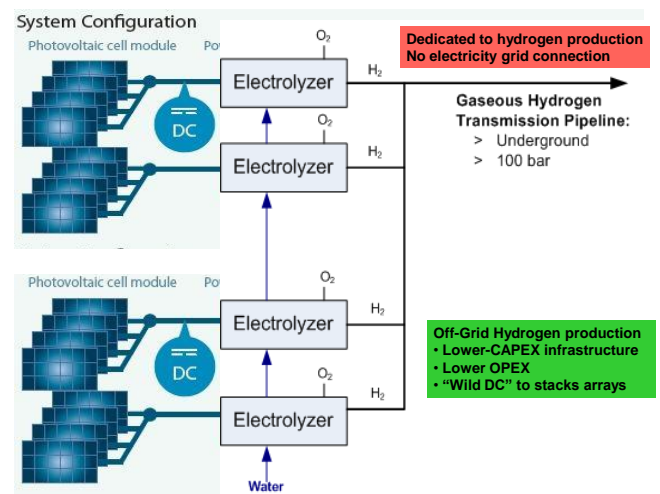 System Configuration
Photovoltaic cell module
O₂
Dedicated to hydrogen production
No electricity grid connection
Electrolyzer
H₂
DC
Gaseous Hydrogen
Transmission Pipeline:
> Underground
> 100 bar
O₂
Electrolyzer
H₂
Photovoltaic cell module
O₂
Electrolyzer
H₂
DC
Off-Grid Hydrogen production
• Lower-CAPEX infrastructure
• Lower OPEX
• “Wild DC” to stacks arrays
O₂
Electrolyzer
H₂
Water